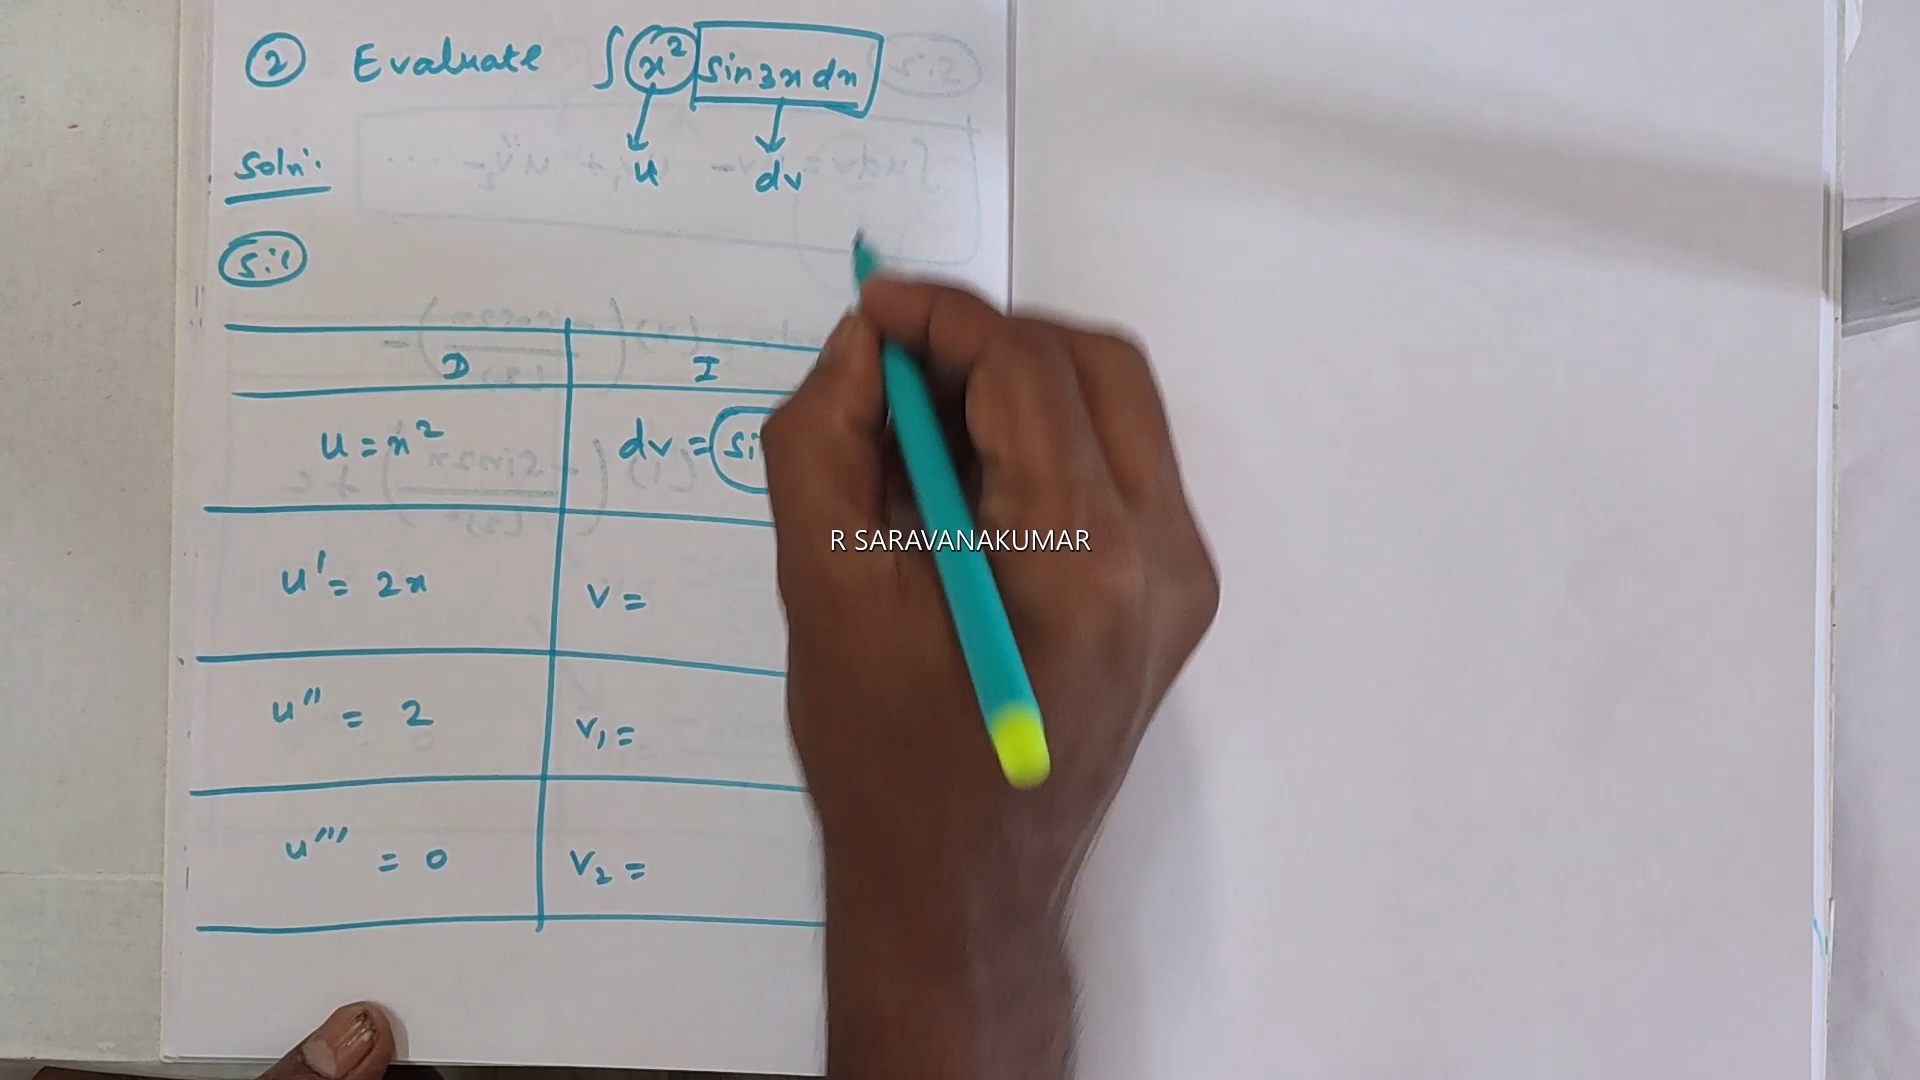 2 Evaluate ∫ x² sin3x dx
Soln:
u dv
S:1
D I
u = x² dv =
u' = 2x v =
R SARAVANAKUMAR
u'' = 2 v₁ =
u''' = 0 v₂ =